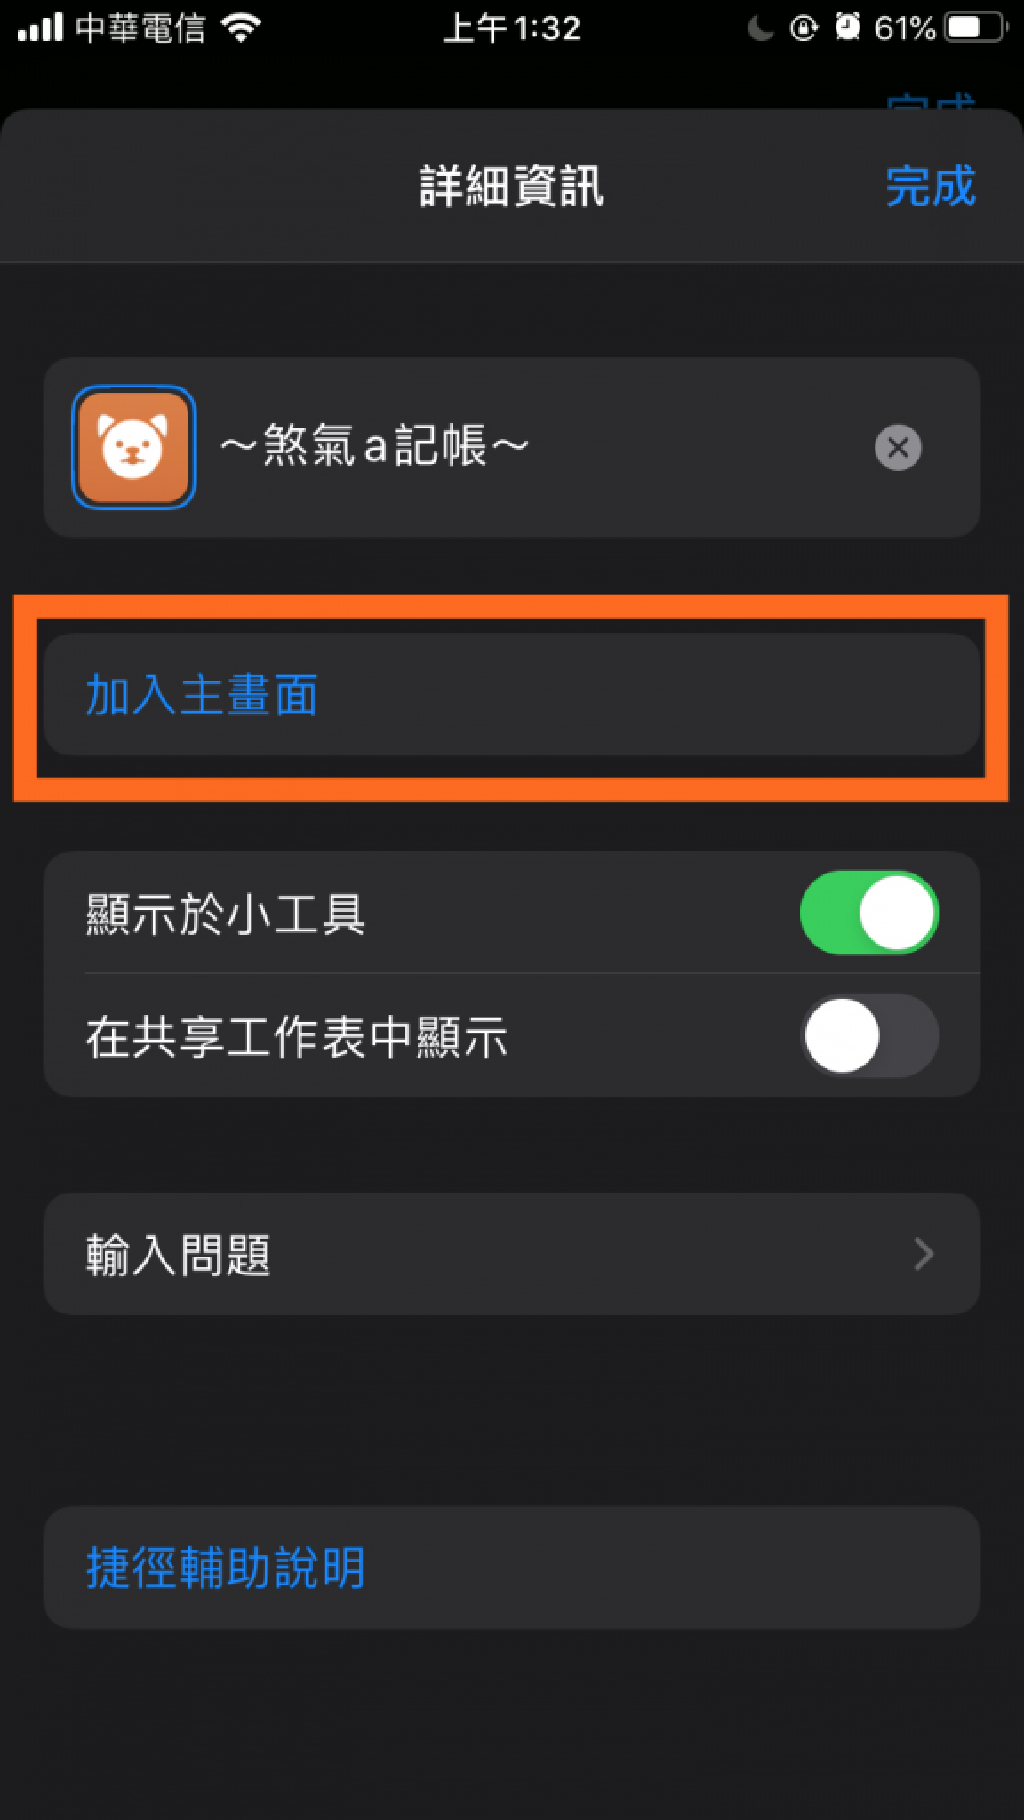 中華電信 上午1:32 61%
完成
詳細資訊 完成
～煞氣a記帳～
加入主畫面
顯示於小工具
在共享工作表中顯示
輸入問題
捷徑輔助說明